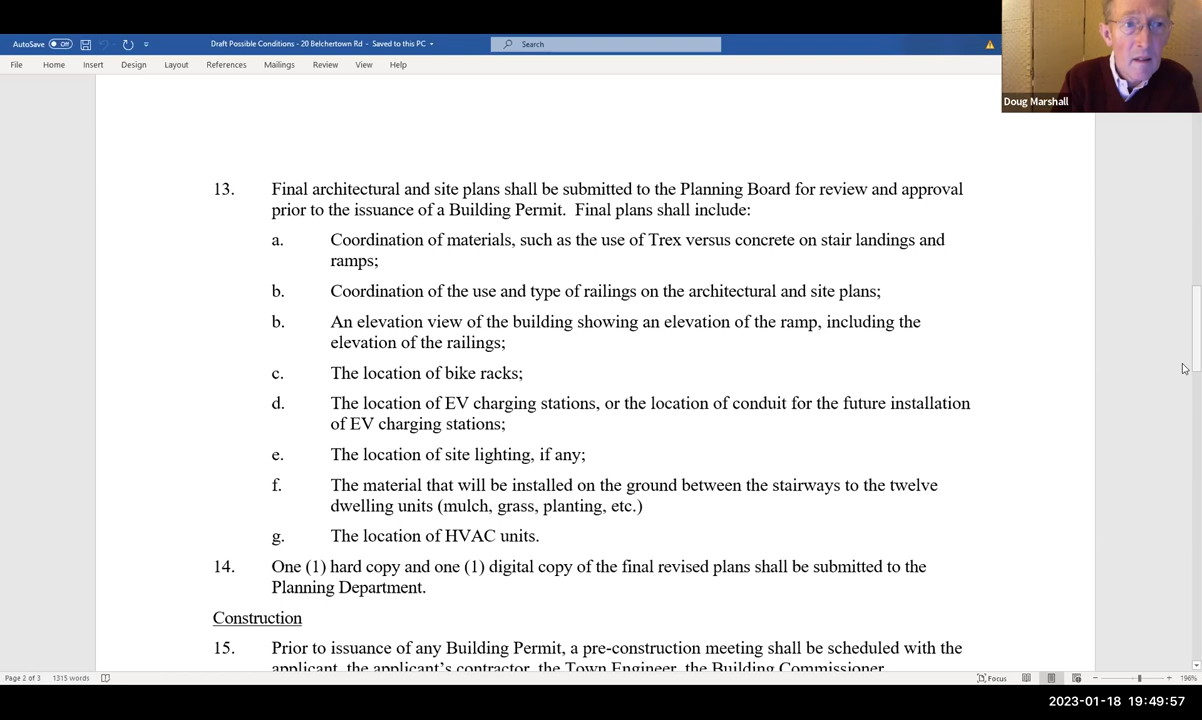 AutoSave Off Draft Possible Conditions - 20 Belchertown Rd - Saved to this PC Search
Doug Marshall
File Home Insert Design Layout References Mailings Review View Help
13. Final architectural and site plans shall be submitted to the Planning Board for review and approval
prior to the issuance of a Building Permit. Final plans shall include:
a. Coordination of materials, such as the use of Trex versus concrete on stair landings and
ramps;
b. Coordination of the use and type of railings on the architectural and site plans;
b. An elevation view of the building showing an elevation of the ramp, including the
elevation of the railings;
c. The location of bike racks;
d. The location of EV charging stations, or the location of conduit for the future installation
of EV charging stations;
e. The location of site lighting, if any;
f. The material that will be installed on the ground between the stairways to the twelve
dwelling units (mulch, grass, planting, etc.)
g. The location of HVAC units.
14. One (1) hard copy and one (1) digital copy of the final revised plans shall be submitted to the
Planning Department.
Construction
15. Prior to issuance of any Building Permit, a pre-construction meeting shall be scheduled with the
applicant, the applicant's contractor, the Town Engineer, the Building Commissioner
Page 2 of 3 1315 words Focus 196%
2023-01-18 19:49:57